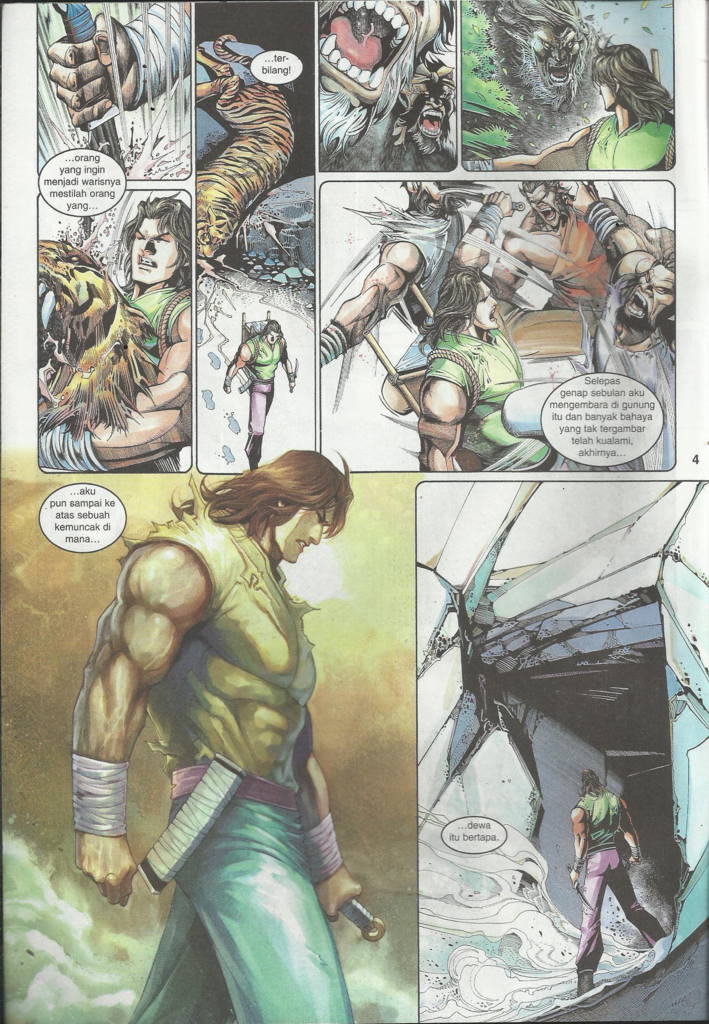 ...orang
yang ingin
menjadi warisnya
mestilah orang
yang...
...ter-
bilang!
Selepas
genap sebulan aku
mengembara di gunung
itu dan banyak bahaya
yang tak tergambar
telah kualami,
akhirnya...
4
...aku
pun sampai ke
atas sebuah
kemuncak di
mana...
...dewa
itu bertapa.